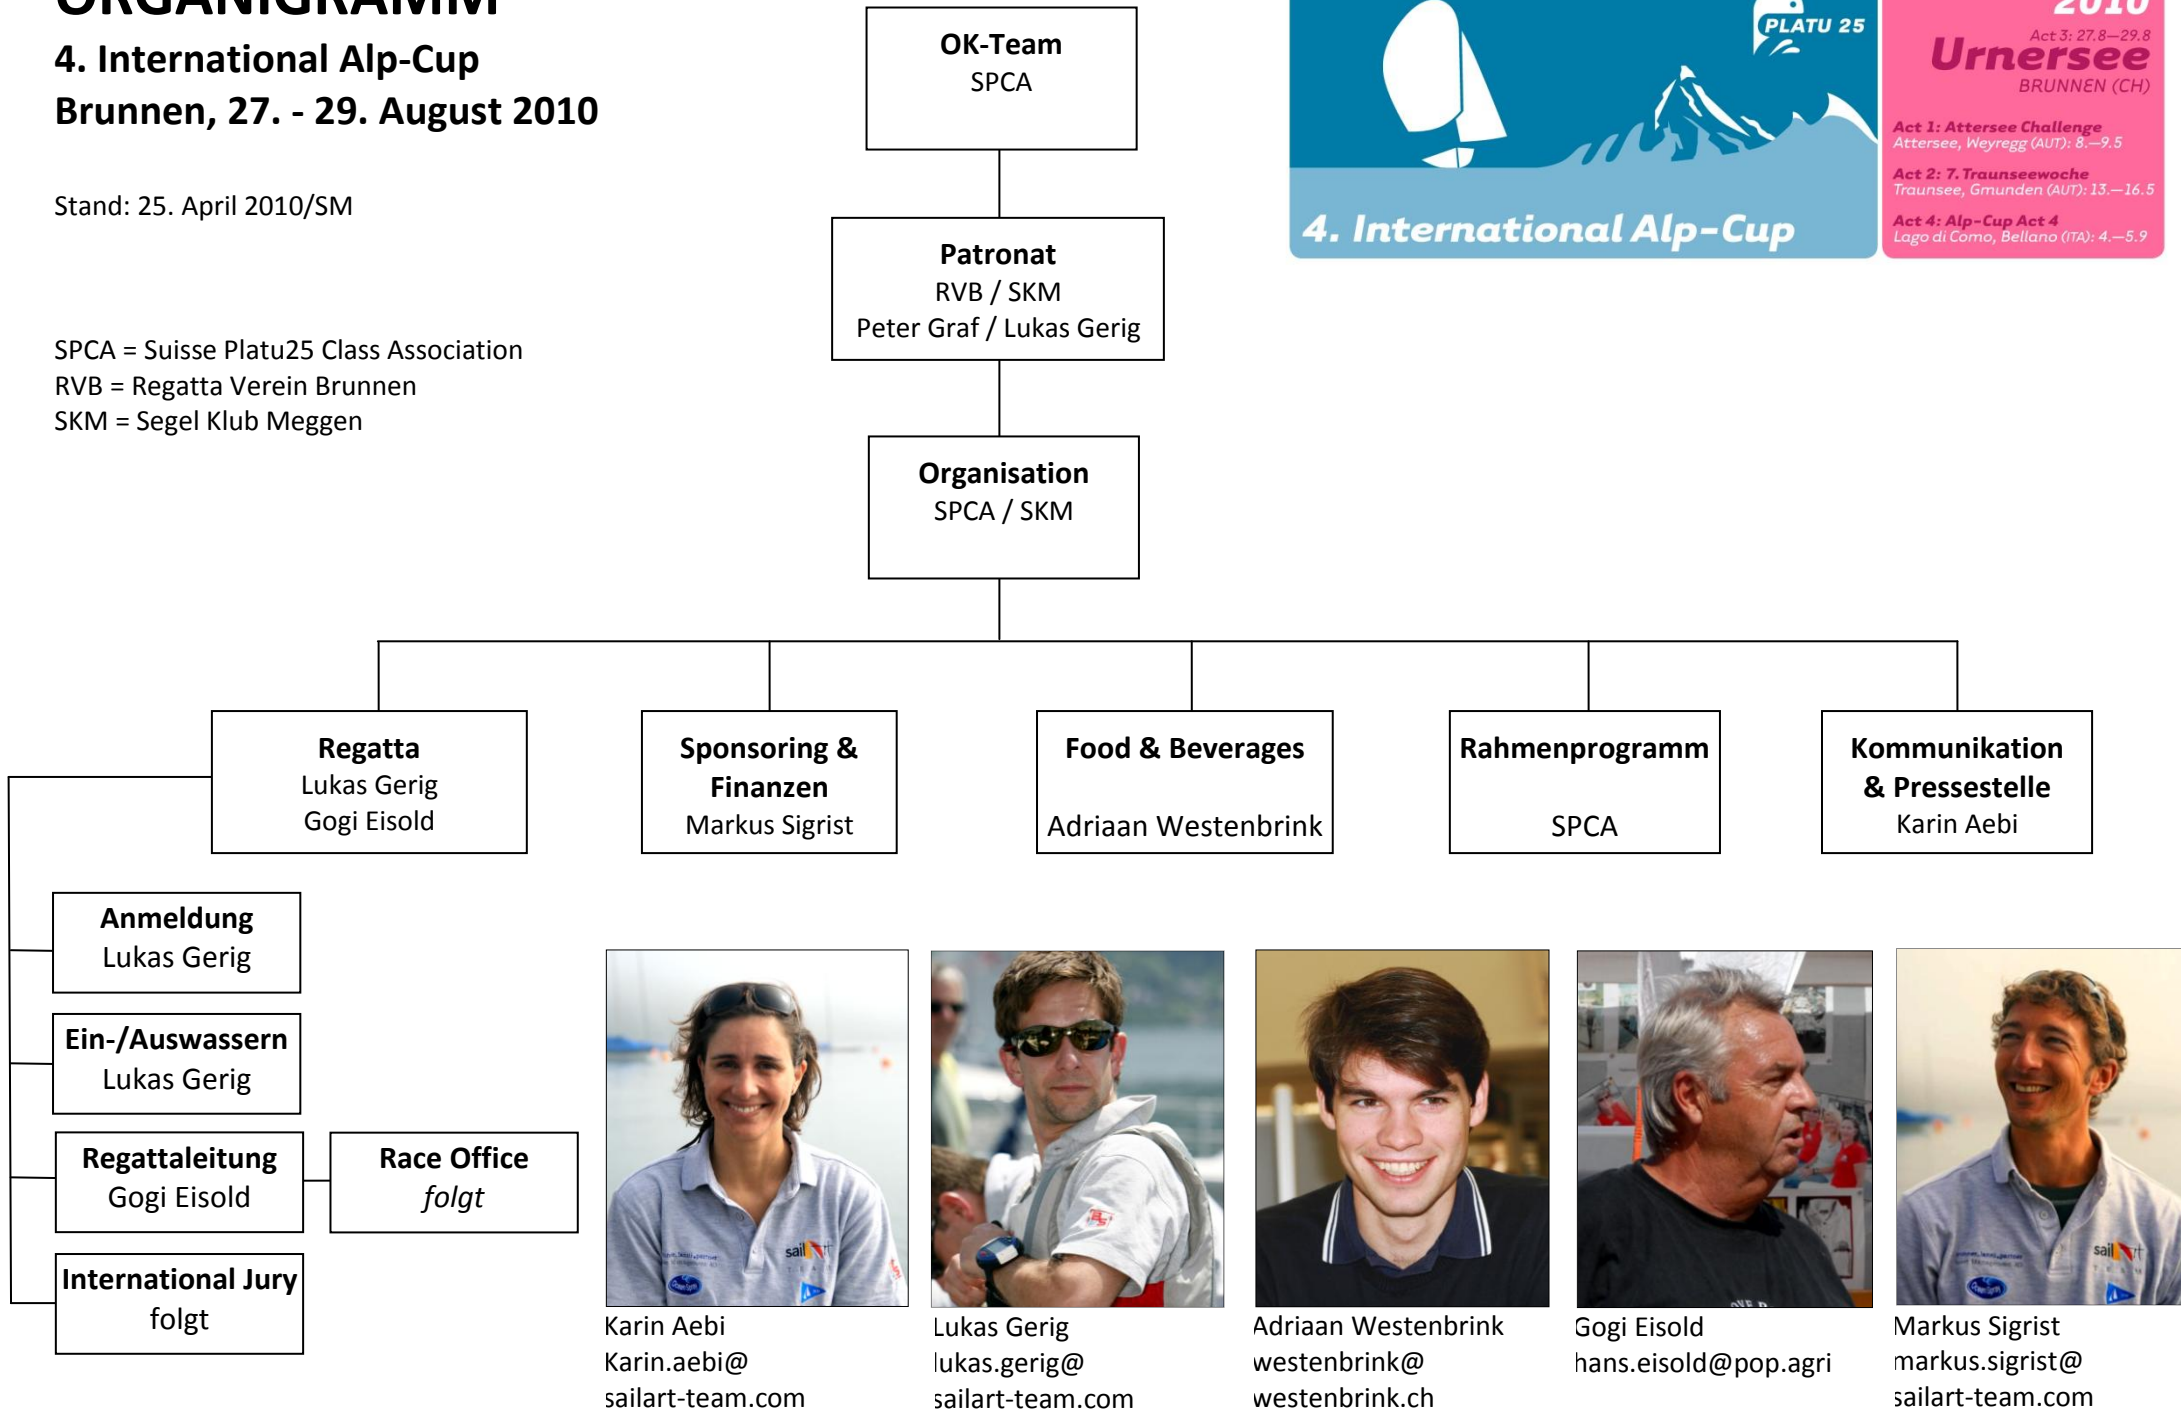 ORGANIGRAMM
4. International Alp-Cup
Brunnen, 27. - 29. August 2010
Stand: 25. April 2010/SM
SPCA = Suisse Platu25 Class Association
RVB = Regatta Verein Brunnen
SKM = Segel Klub Meggen
OK-Team
SPCA
Patronat
RVB / SKM
Peter Graf / Lukas Gerig
Organisation
SPCA / SKM
PLATU 25
4. International Alp-Cup
2010
Act 3: 27.8—29.8
Urnersee
BRUNNEN (CH)
Act 1: Attersee Challenge
Attersee, Weyregg (AUT): 8.—9.5
Act 2: 7. Traunseewoche
Traunsee, Gmunden (AUT): 13.—16.5
Act 4: Alp-Cup Act 4
Lago di Como, Bellano (ITA): 4.—5.9
Regatta
Lukas Gerig
Gogi Eisold
Sponsoring &
Finanzen
Markus Sigrist
Food & Beverages
Adriaan Westenbrink
Rahmenprogramm
SPCA
Kommunikation
& Pressestelle
Karin Aebi
Anmeldung
Lukas Gerig
Ein-/Auswassern
Lukas Gerig
Regattaleitung
Gogi Eisold
Race Office
folgt
International Jury
folgt
sailArt
TEAM
sailArt
TEAM
Karin Aebi
Karin.aebi@
sailart-team.com
Lukas Gerig
lukas.gerig@
sailart-team.com
Adriaan Westenbrink
westenbrink@
westenbrink.ch
Gogi Eisold
hans.eisold@pop.agri
Markus Sigrist
markus.sigrist@
sailart-team.com